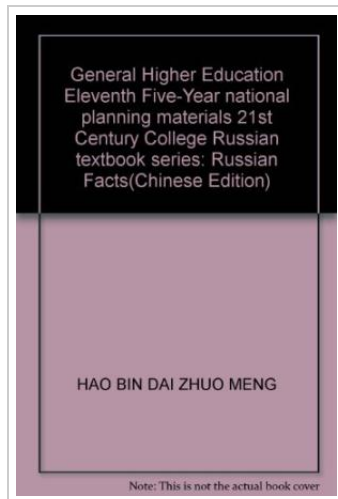 General Higher Education
Eleventh Five-Year national
planning materials 21st
Century College Russian
textbook series: Russian
Facts(Chinese Edition)
HAO BIN DAI ZHUO MENG
Note: This is not the actual book cover